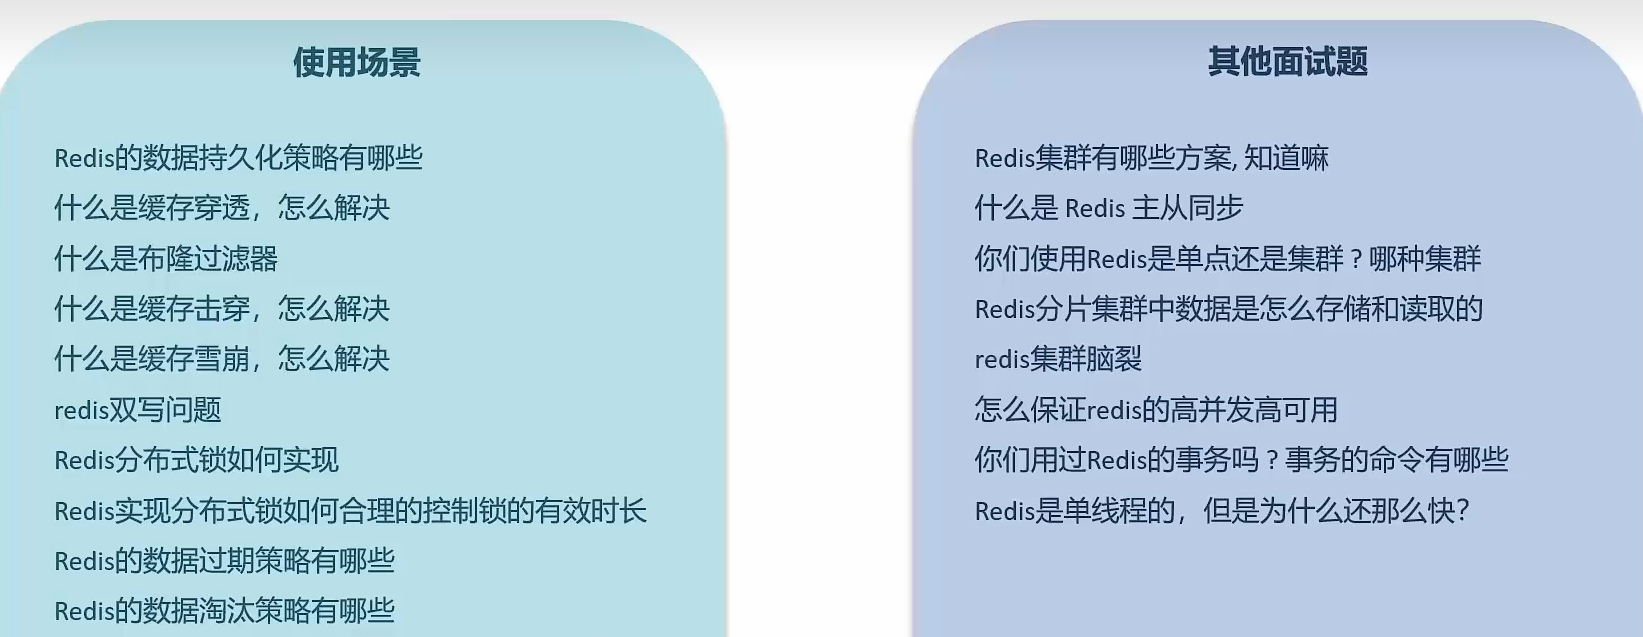 使用场景
Redis的数据持久化策略有哪些
什么是缓存穿透，怎么解决
什么是布隆过滤器
什么是缓存击穿，怎么解决
什么是缓存雪崩，怎么解决
redis双写问题
Redis分布式锁如何实现
Redis实现分布式锁如何合理的控制锁的有效时长
Redis的数据过期策略有哪些
Redis的数据淘汰策略有哪些
其他面试题
Redis集群有哪些方案, 知道嘛
什么是 Redis 主从同步
你们使用Redis是单点还是集群 ? 哪种集群
Redis分片集群中数据是怎么存储和读取的
redis集群脑裂
怎么保证redis的高并发高可用
你们用过Redis的事务吗 ? 事务的命令有哪些
Redis是单线程的，但是为什么还那么快?